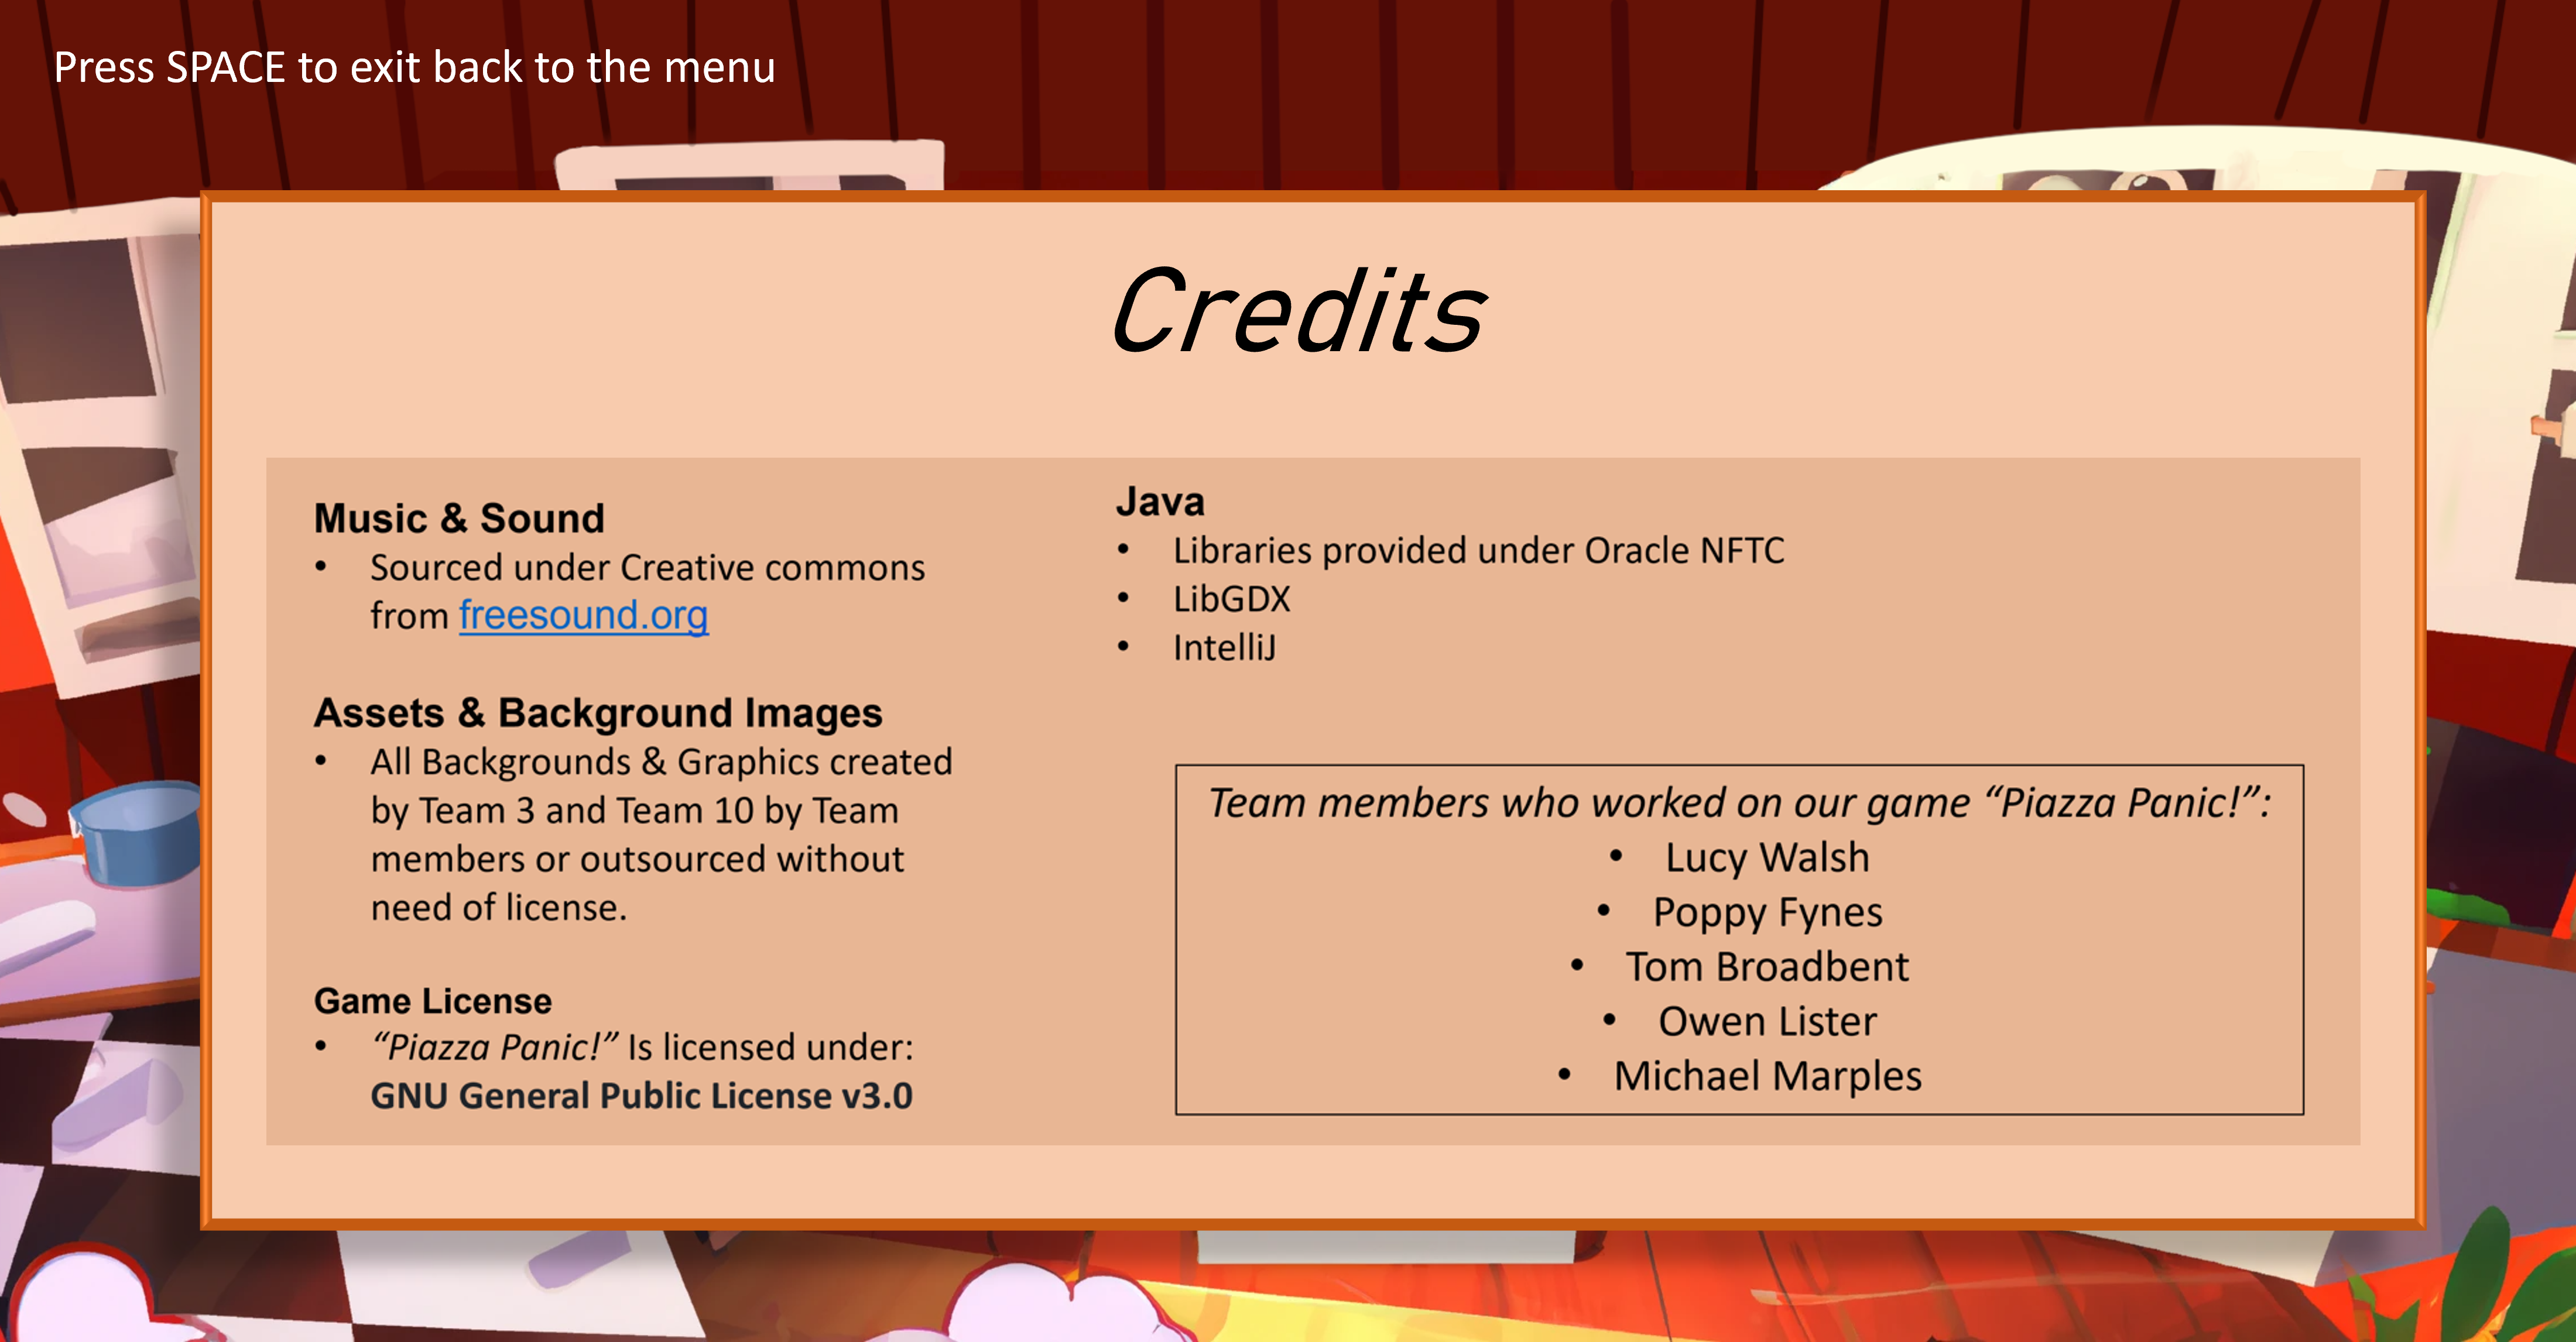 Press SPACE to exit back to the menu
Credits
Music & Sound
• Sourced under Creative commons
from freesound.org
Assets & Background Images
• All Backgrounds & Graphics created
by Team 3 and Team 10 by Team
members or outsourced without
need of license.
Game License
• “Piazza Panic!” Is licensed under:
GNU General Public License v3.0
Java
• Libraries provided under Oracle NFTC
• LibGDX
• IntelliJ
Team members who worked on our game “Piazza Panic!”:
• Lucy Walsh
• Poppy Fynes
• Tom Broadbent
• Owen Lister
• Michael Marples